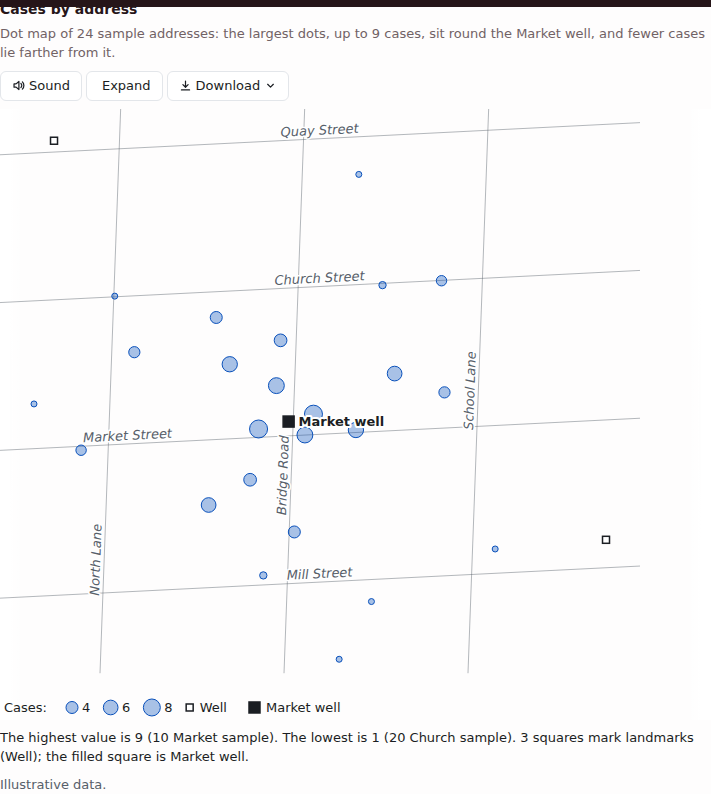 Cases by address
Dot map of 24 sample addresses: the largest dots, up to 9 cases, sit round the Market well, and fewer cases
lie farther from it.
Sound Expand Download
Quay Street
Church Street
School Lane
Market well
Market Street
Bridge Road
North Lane
Mill Street
Cases: 4 6 8 Well Market well
The highest value is 9 (10 Market sample). The lowest is 1 (20 Church sample). 3 squares mark landmarks
(Well); the filled square is Market well.
Illustrative data.